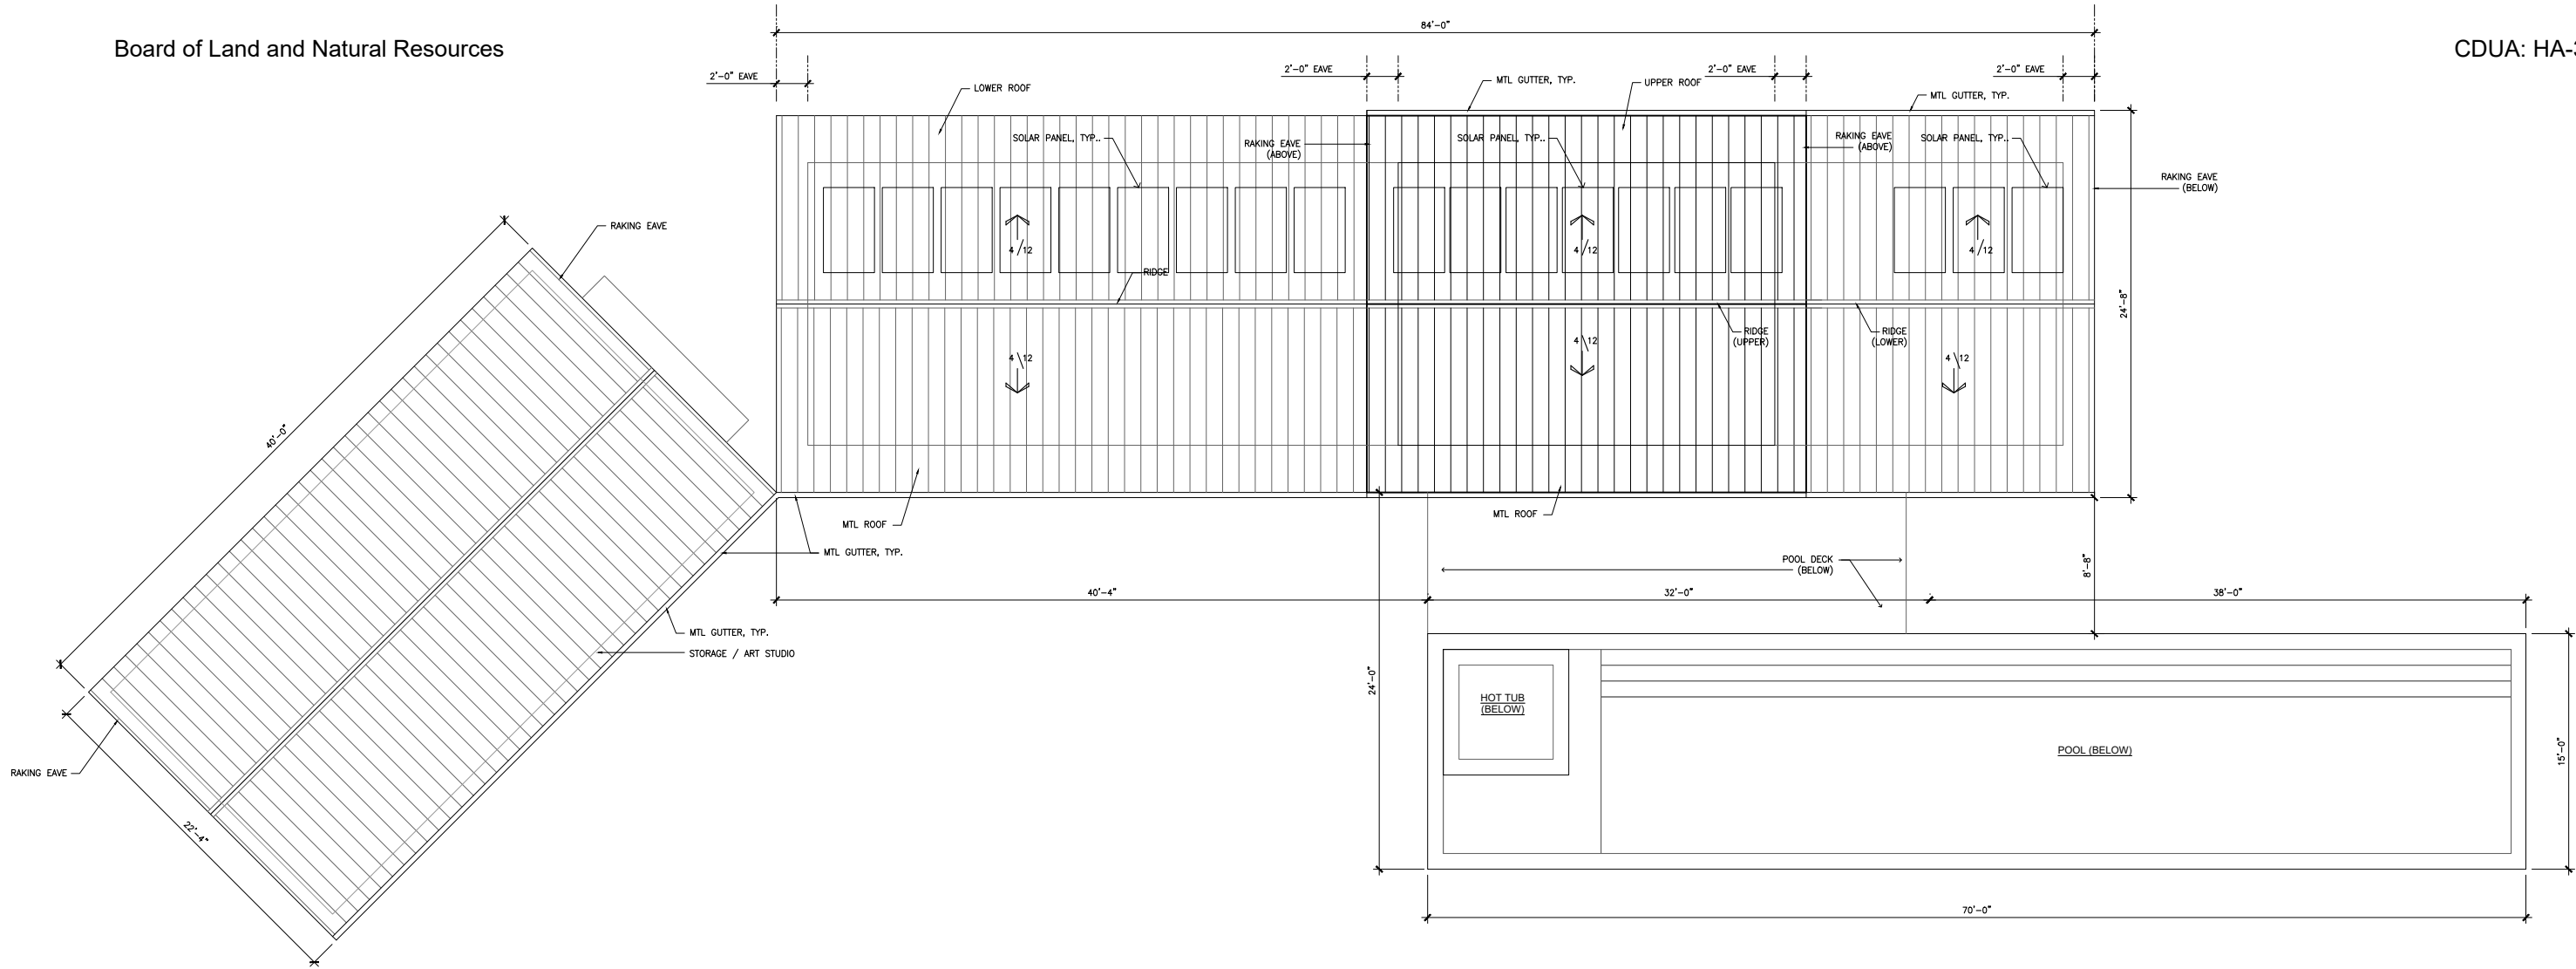 Board of Land and Natural Resources
CDUA: HA-3
84'-0"
2'-0" EAVE
2'-0" EAVE
2'-0" EAVE
2'-0" EAVE
LOWER ROOF
MTL GUTTER, TYP.
UPPER ROOF
MTL GUTTER, TYP.
SOLAR PANEL, TYP..
RAKING EAVE
(ABOVE)
SOLAR PANEL, TYP..
RAKING EAVE
(ABOVE)
SOLAR PANEL, TYP..
RAKING EAVE
(BELOW)
RAKING EAVE
4 / 12
4 / 12
4 / 12
RIDGE
24'-8"
RIDGE
(UPPER)
RIDGE
(LOWER)
4 \ 12
4 \ 12
4 \ 12
40'-0"
MTL ROOF
MTL ROOF
MTL GUTTER, TYP.
POOL DECK
(BELOW)
8'-8"
40'-4"
32'-0"
38'-0"
MTL GUTTER, TYP.
STORAGE / ART STUDIO
24'-0"
HOT TUB
(BELOW)
POOL (BELOW)
15'-0"
RAKING EAVE
22'-4"
70'-0"